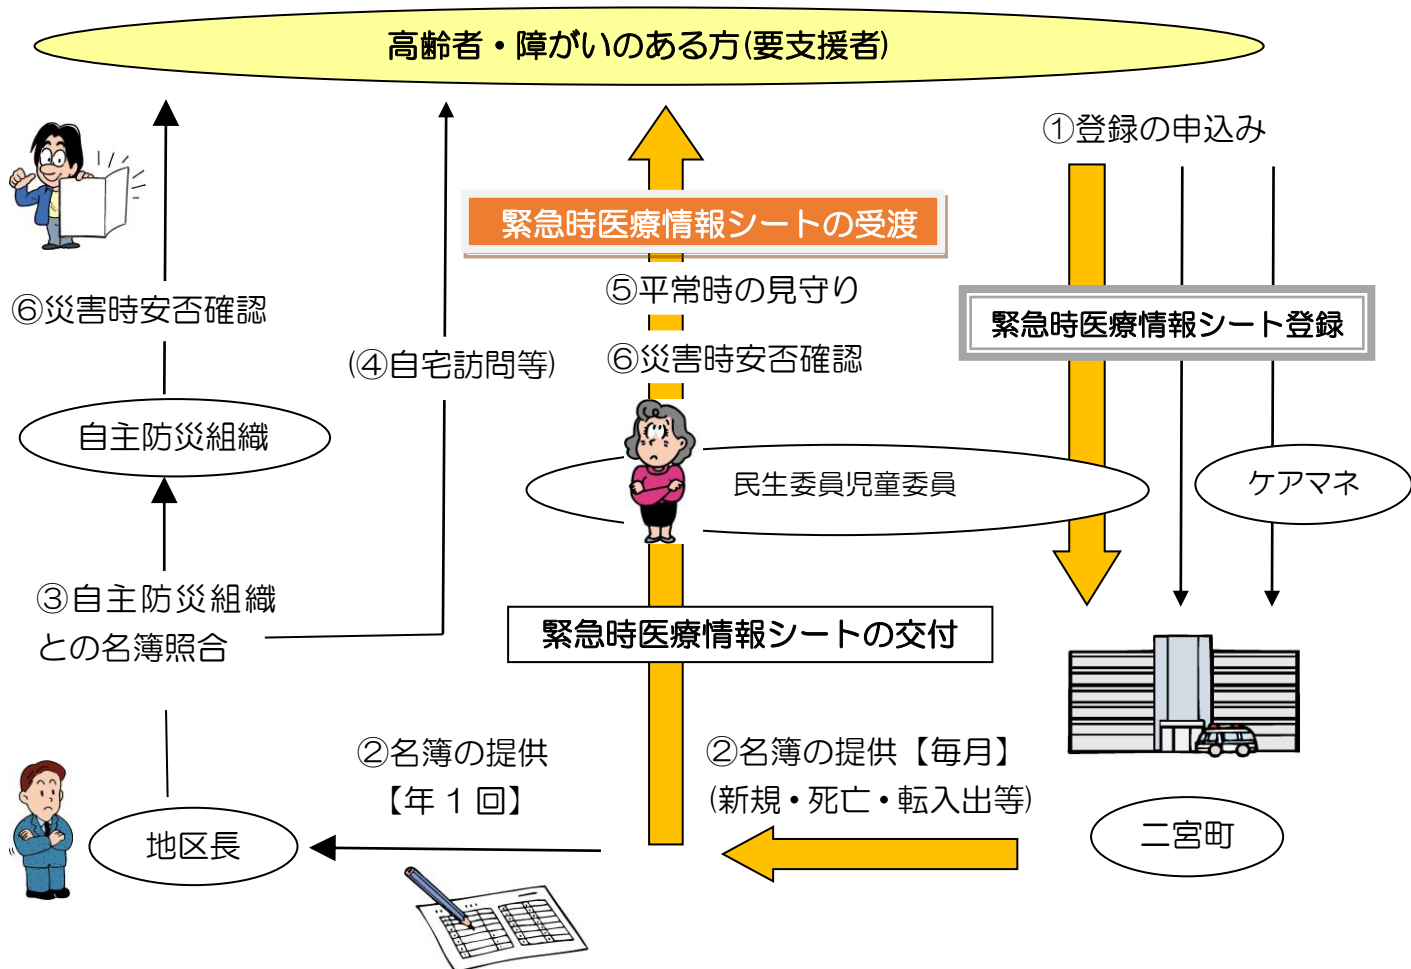 高齢者・障がいのある方(要支援者)
①登録の申込み
緊急時医療情報シートの受渡
⑤平常時の見守り
⑥災害時安否確認
緊急時医療情報シート登録
⑥災害時安否確認
(④自宅訪問等)
自主防災組織
民生委員児童委員
ケアマネ
③自主防災組織
との名簿照合
緊急時医療情報シートの交付
②名簿の提供
【年1回】
②名簿の提供【毎月】
(新規・死亡・転入出等)
地区長
二宮町